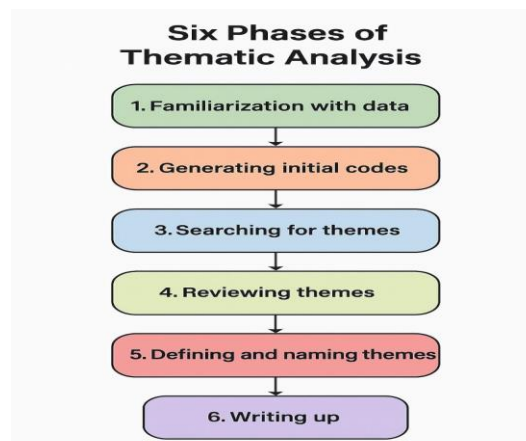 Six Phases of
Thematic Analysis
1. Familiarization with data
2. Generating initial codes
3. Searching for themes
4. Reviewing themes
5. Defining and naming themes
6. Writing up